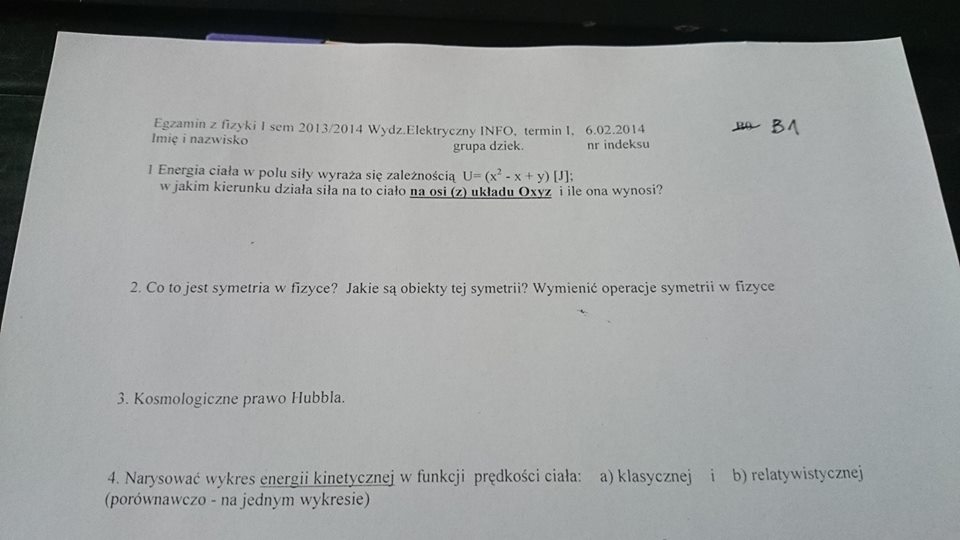 Egzamin z fizyki I sem 2013/2014 Wydz.Elektryczny INFO, termin 1, 6.02.2014 B1
Imię i nazwisko grupa dziek. nr indeksu
1 Energia ciała w polu siły wyraża się zależnością U= (x² - x + y) [J];
w jakim kierunku działa siła na to ciało na osi (z) układu Oxyz i ile ona wynosi?
2. Co to jest symetria w fizyce? Jakie są obiekty tej symetrii? Wymienić operacje symetrii w fizyce
3. Kosmologiczne prawo Hubbla.
4. Narysować wykres energii kinetycznej w funkcji prędkości ciała: a) klasycznej i b) relatywistycznej
(porównawczo - na jednym wykresie)